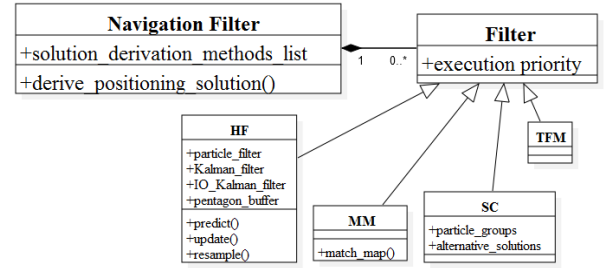 Navigation Filter
+solution_derivation_methods_list
+derive_positioning_solution()
1
0..*
Filter
+execution priority
HF
+particle_filter
+Kalman_filter
+IO_Kalman_filter
+pentagon_buffer
+predict()
+update()
+resample()
MM
+match_map()
SC
+particle_groups
+alternative_solutions
TFM